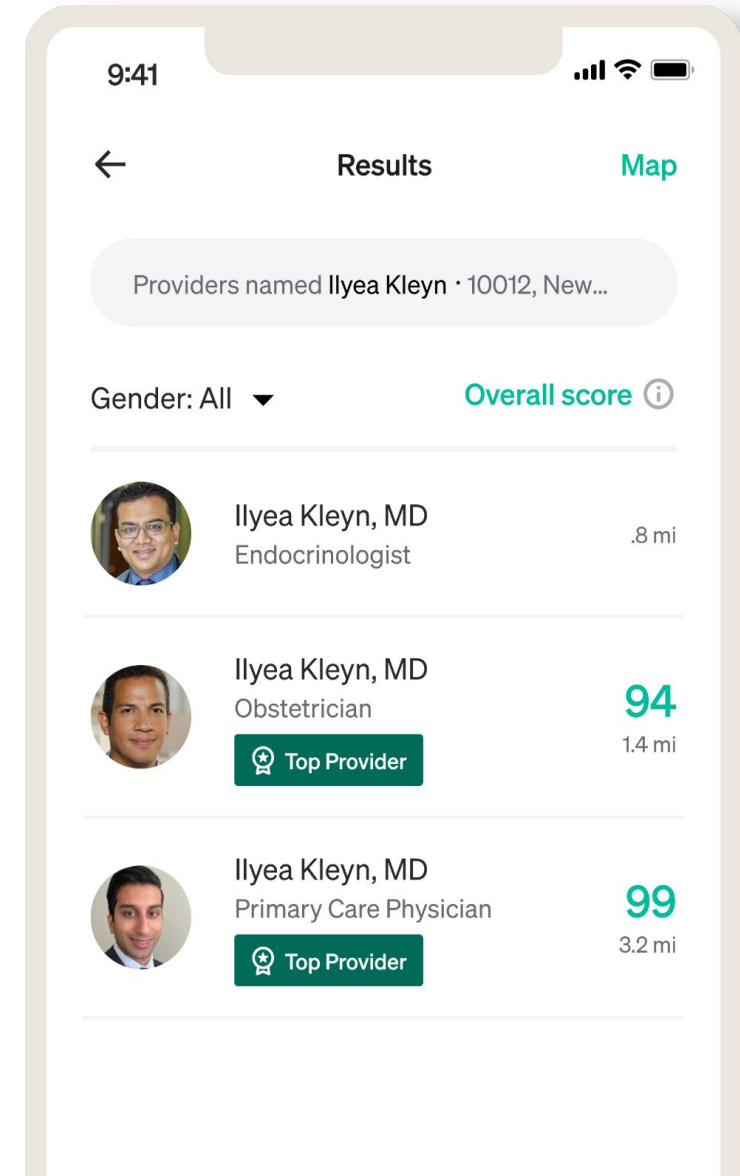 9:41
Results
Map
Providers named Ilyea Kleyn · 10012, New...
Gender: All
Overall score
Ilyea Kleyn, MD
Endocrinologist
.8 mi
Ilyea Kleyn, MD
Obstetrician
94
Top Provider
1.4 mi
Ilyea Kleyn, MD
Primary Care Physician
99
Top Provider
3.2 mi